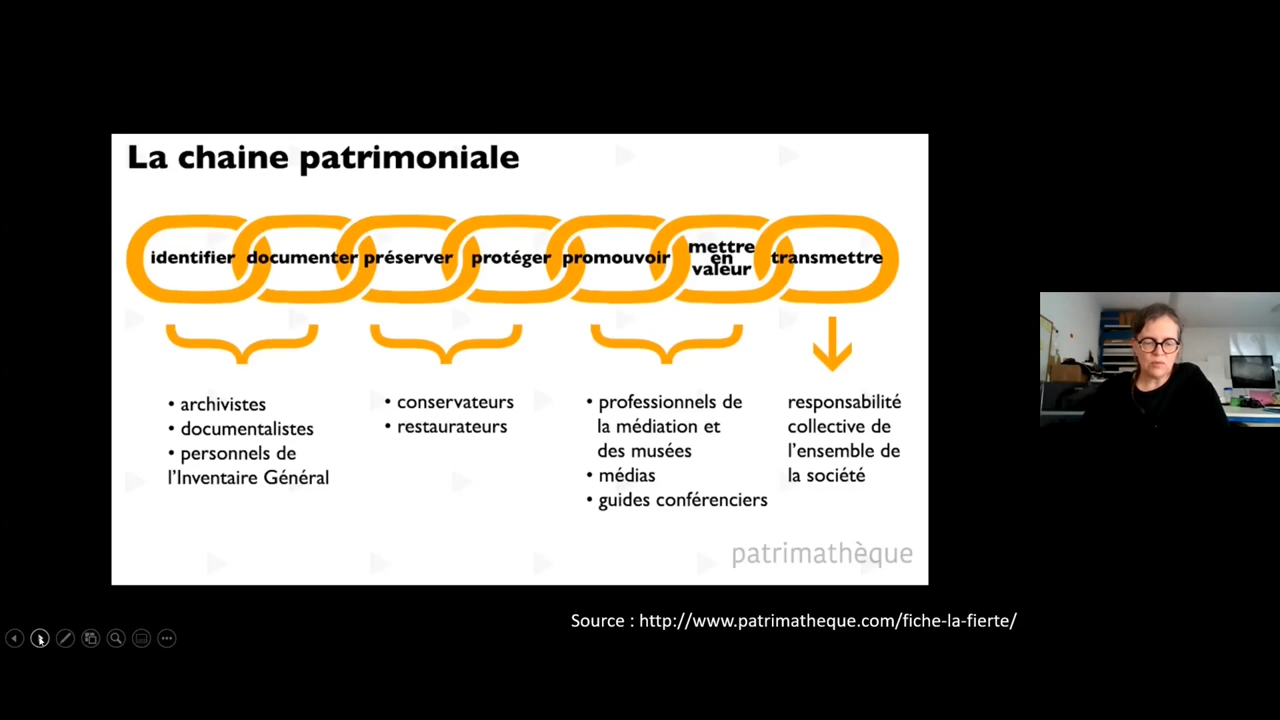 La chaine patrimoniale
identifier documenter préserver protéger promouvoir mettre en valeur transmettre
• archivistes
• documentalistes
• personnels de
l’Inventaire Général
• conservateurs
• restaurateurs
• professionnels de
la médiation et
des musées
• médias
• guides conférenciers
responsabilité
collective de
l’ensemble de
la société
patrimathèque
Source : http://www.patrimatheque.com/fiche-la-fierte/